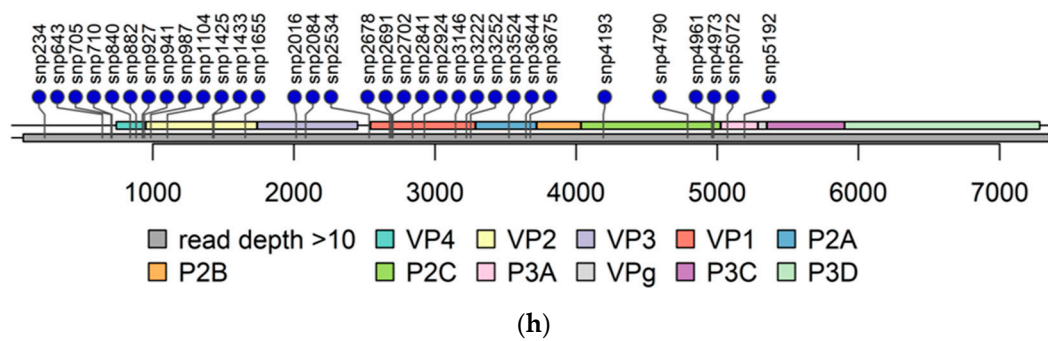 snp234 snp643 snp705 snp710 snp840 snp882 snp927 snp941 snp987 snp1104 snp1425 snp1433 snp1655 snp2016 snp2084 snp2534 snp2678 snp2691 snp2702 snp2841 snp2924 snp3146 snp3222 snp3252 snp3524 snp3644 snp3675 snp4193 snp4790 snp4961 snp4973 snp5072 snp5192
1000 2000 3000 4000 5000 6000 7000
read depth >10 VP4 VP2 VP3 VP1 P2A
P2B P2C P3A VPg P3C P3D
(h)